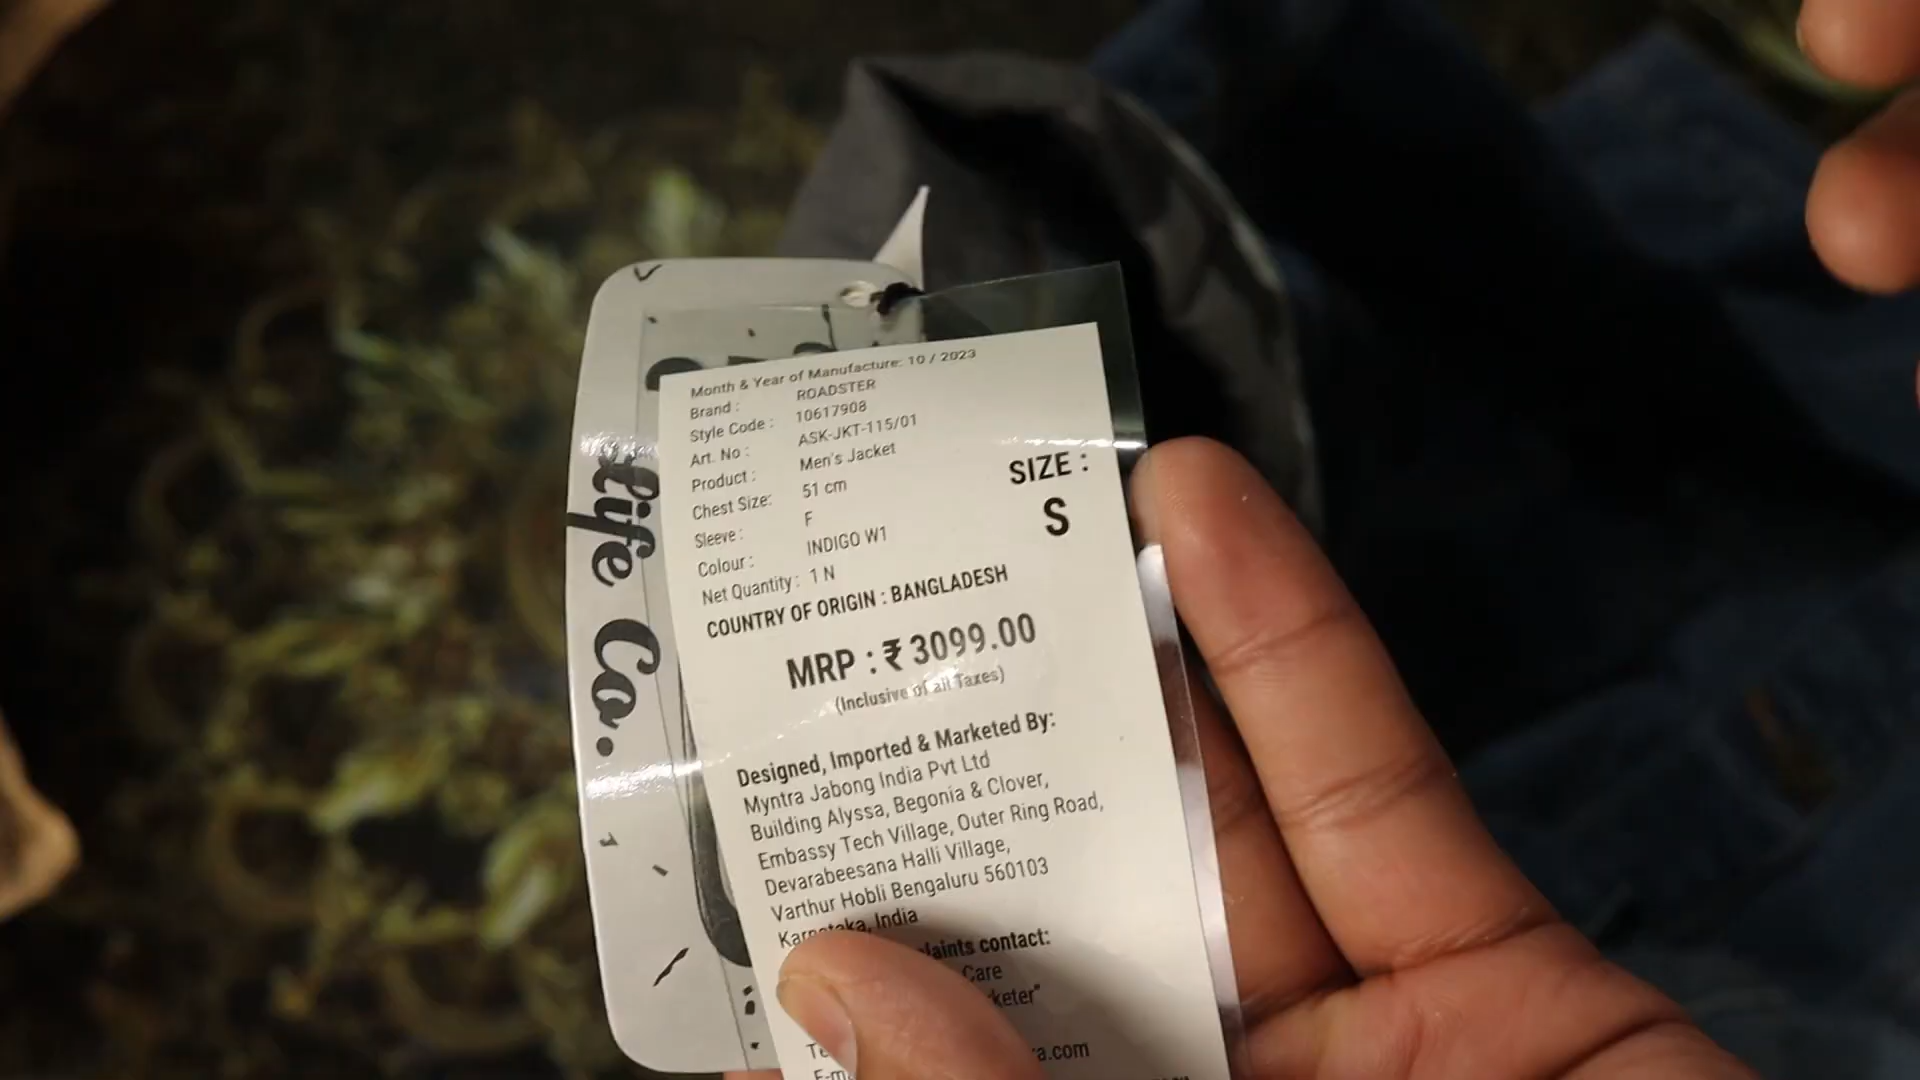 Life Co.
Month & Year of Manufacture: 10 / 2023
Brand : ROADSTER
Style Code : 10617908
Art. No : ASK-JKT-115/01
Product : Men's Jacket
Chest Size: 51 cm
Sleeve : F
Colour : INDIGO W1
Net Quantity : 1 N
SIZE :
S
COUNTRY OF ORIGIN : BANGLADESH
MRP : ₹ 3099.00
(Inclusive of all Taxes)
Designed, Imported & Marketed By:
Myntra Jabong India Pvt Ltd
Building Alyssa, Begonia & Clover,
Embassy Tech Village, Outer Ring Road,
Devarabeesana Halli Village,
Varthur Hobli Bengaluru 560103
Karnataka, India
contact:
Care